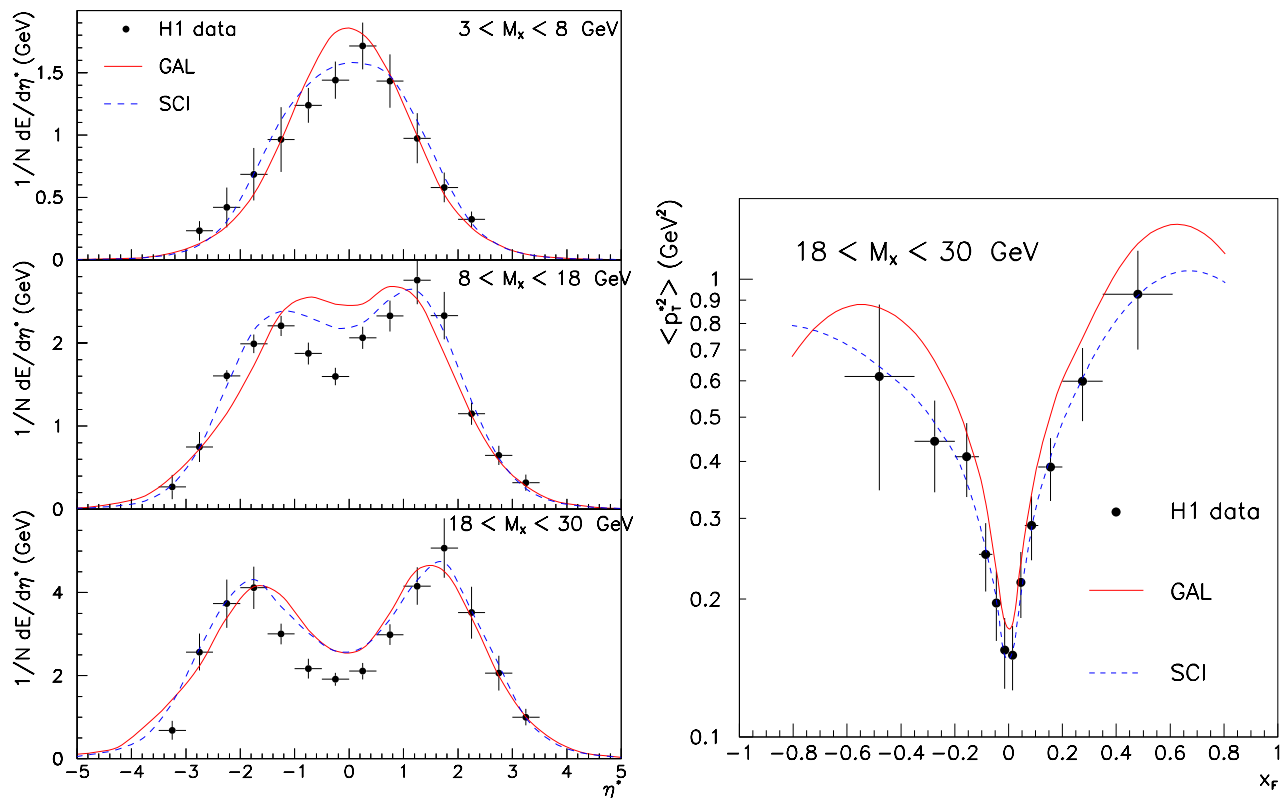 1/N dE/dη* (GeV)
H1 data
GAL
SCI
3 < Mx < 8 GeV
1.5
1
0.5
0
1/N dE/dη* (GeV)
8 < Mx < 18 GeV
2
1
0
1/N dE/dη* (GeV)
18 < Mx < 30 GeV
4
2
0
-5 -4 -3 -2 -1 0 1 2 3 4 5
η*
<p_T*²> (GeV²)
18 < Mx < 30 GeV
1
0.9
0.8
0.7
0.6
0.5
0.4
0.3
0.2
0.1
H1 data
GAL
SCI
-1 -0.8 -0.6 -0.4 -0.2 0 0.2 0.4 0.6 0.8 1
x_F